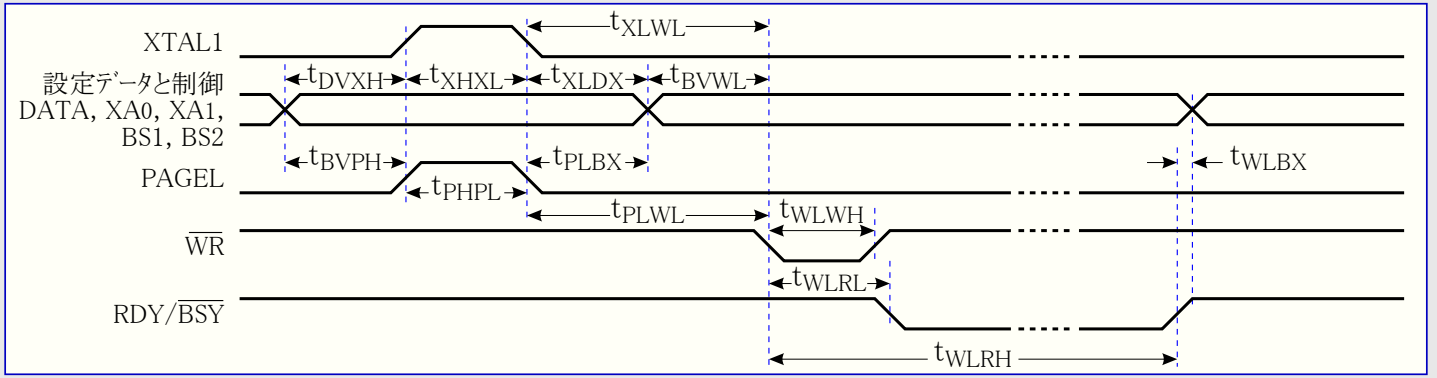 XTAL1
tXLWL
設定データと制御
DATA, XA0, XA1,
BS1, BS2
tDVXH
tXHXL
tXLDX
tBVWL
tBVPH
tPLBX
tWLBX
PAGEL
tPHPL
tPLWL
tWLWH
WR
tWLRL
RDY/BSY
tWLRH